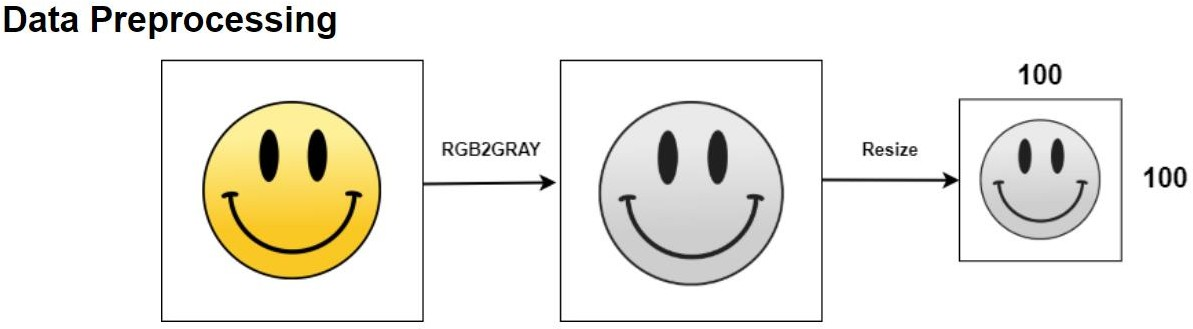 Data Preprocessing
100
RGB2GRAY
Resize
100